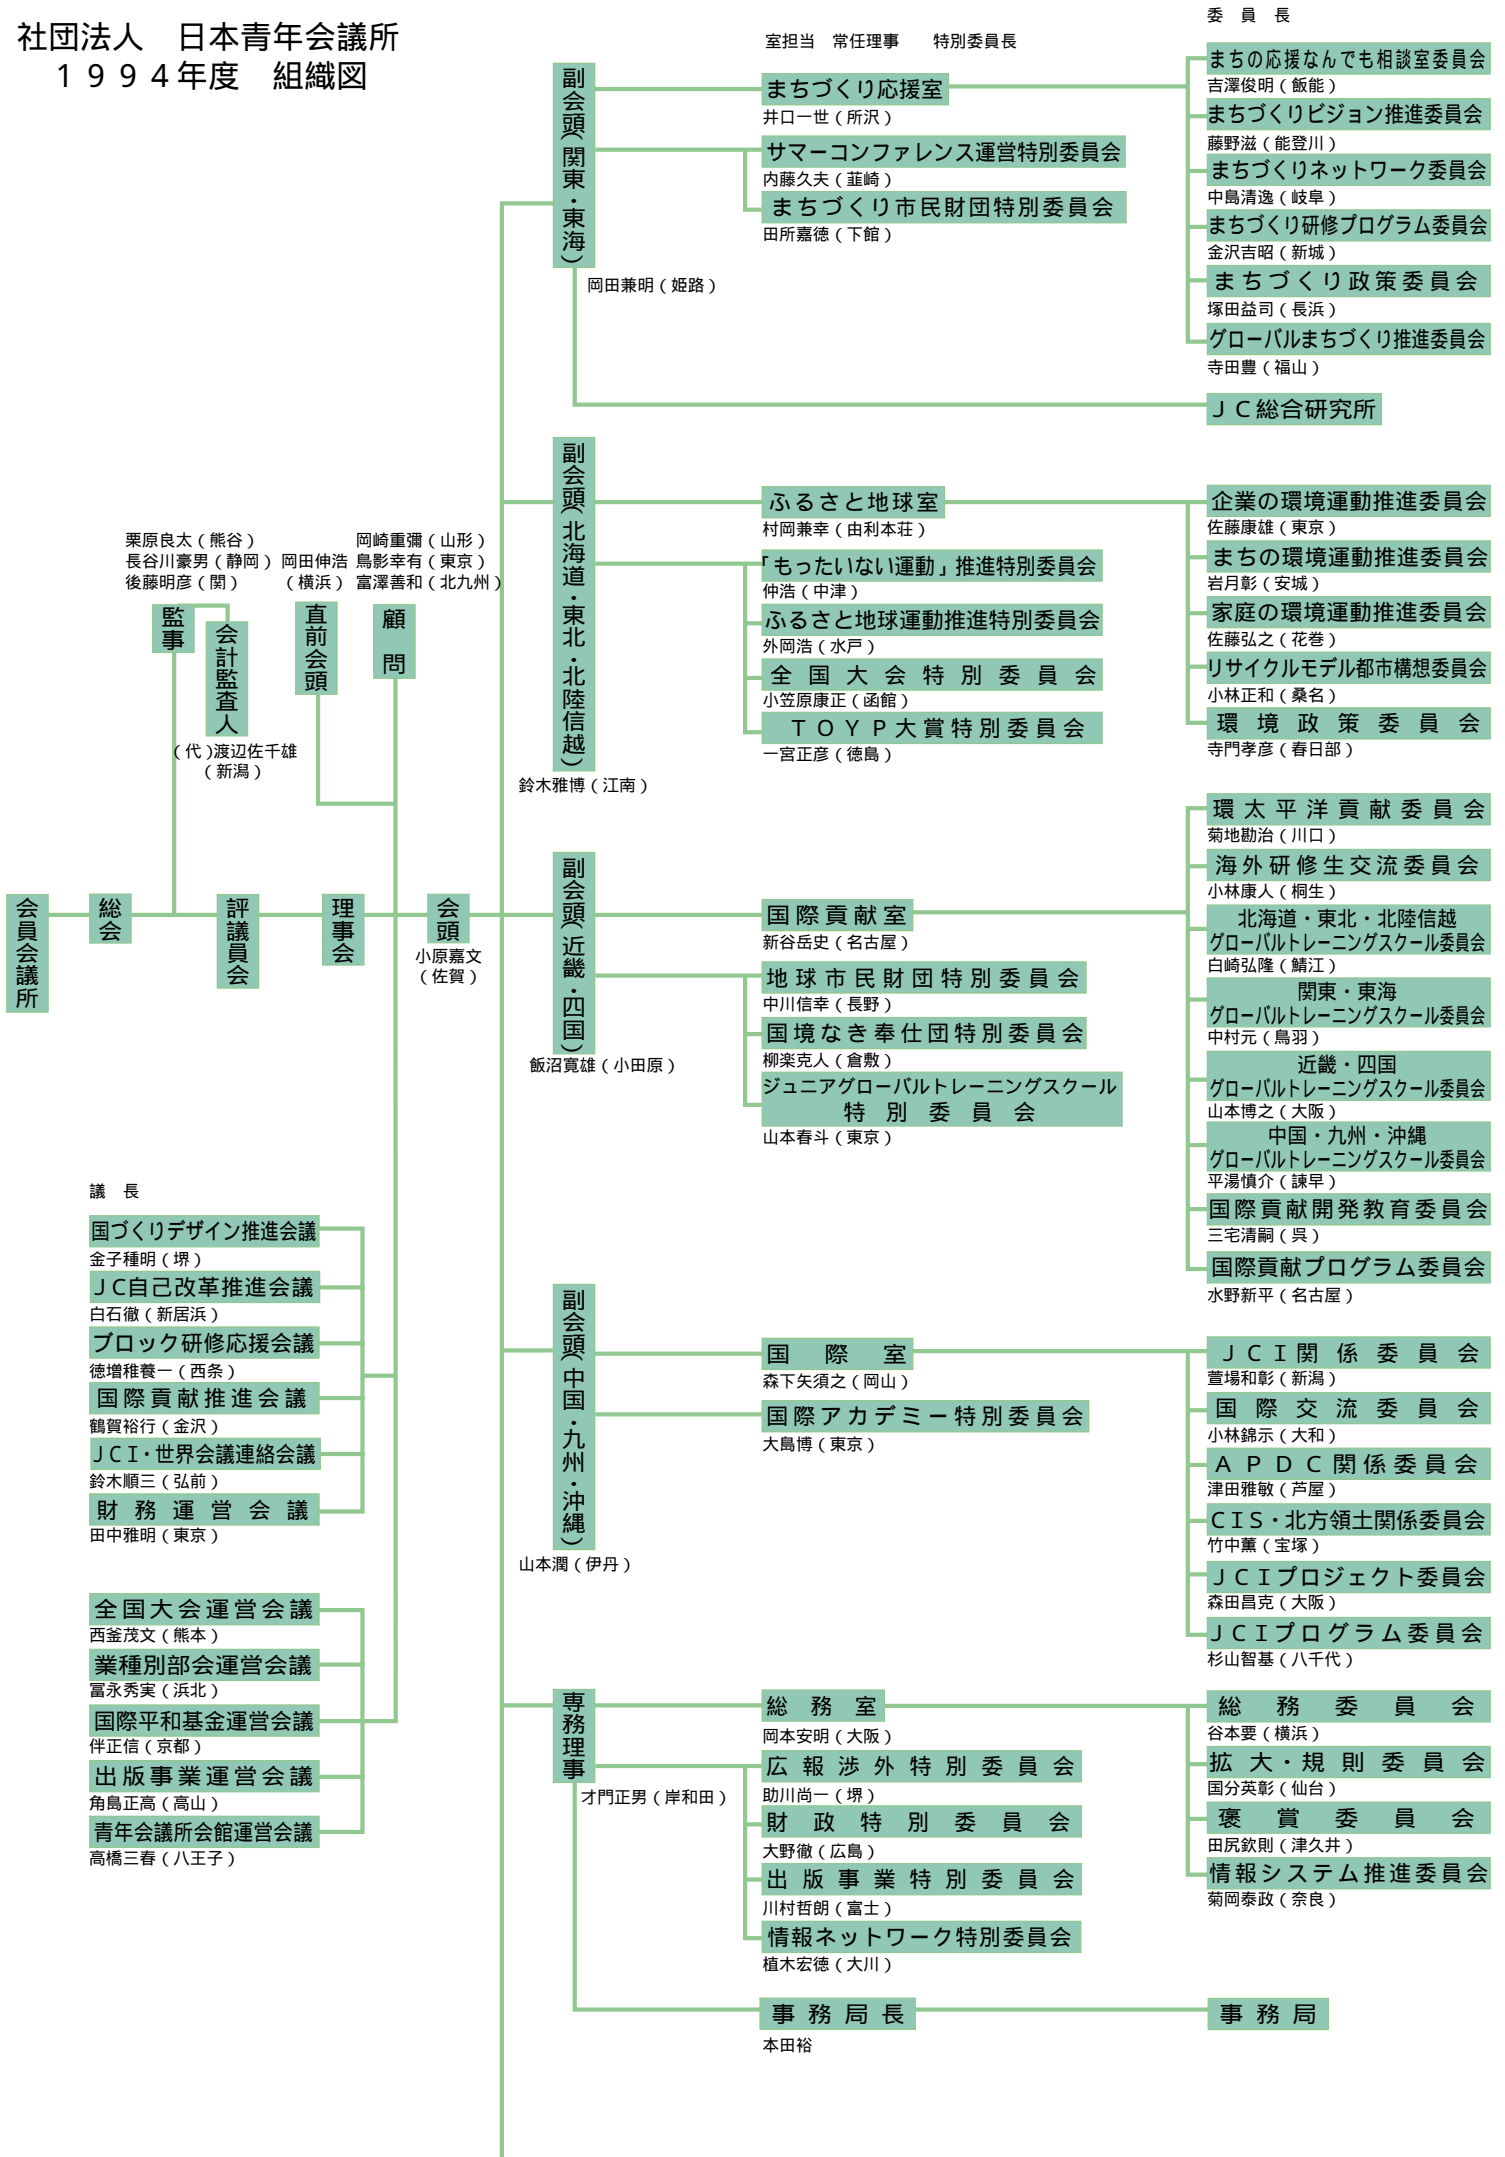 社団法人　日本青年会議所
１９９４年度　組織図
室担当　常任理事　　特別委員長
委　員　長
副会頭(関東・東海)
岡田兼明(姫路)
まちづくり応援室
井口一世(所沢)
サマーコンファレンス運営特別委員会
内藤久夫(韮崎)
まちづくり市民財団特別委員会
田所嘉徳(下館)
まちの応援なんでも相談室委員会
吉澤俊明(飯能)
まちづくりビジョン推進委員会
藤野滋(能登川)
まちづくりネットワーク委員会
中島清逸(岐阜)
まちづくり研修プログラム委員会
金沢吉昭(新城)
まちづくり政策委員会
塚田益司(長浜)
グローバルまちづくり推進委員会
寺田豊(福山)
ＪＣ総合研究所
副会頭(北海道・東北・北陸信越)
鈴木雅博(江南)
ふるさと地球室
村岡兼幸(由利本荘)
「もったいない運動」推進特別委員会
仲浩(中津)
ふるさと地球運動推進特別委員会
外岡浩(水戸)
全国大会特別委員会
小笠原康正(函館)
ＴＯＹＰ大賞特別委員会
一宮正彦(徳島)
企業の環境運動推進委員会
佐藤康雄(東京)
まちの環境運動推進委員会
岩月彰(安城)
家庭の環境運動推進委員会
佐藤弘之(花巻)
リサイクルモデル都市構想委員会
小林正和(桑名)
環境政策委員会
寺門孝彦(春日部)
栗原良太(熊谷)
長谷川豪男(静岡)
後藤明彦(関)
監事
会計監査人
(代)渡辺佐千雄
(新潟)
岡田伸浩
(横浜)
直前会頭
岡崎重彌(山形)
鳥影幸有(東京)
富澤善和(北九州)
顧問
会員会議所
総会
評議員会
理事会
会頭
小原嘉文
(佐賀)
副会頭(近畿・四国)
飯沼寛雄(小田原)
国際貢献室
新谷岳史(名古屋)
地球市民財団特別委員会
中川信幸(長野)
国境なき奉仕団特別委員会
柳楽克人(倉敷)
ジュニアグローバルトレーニングスクール
特別委員会
山本春斗(東京)
環太平洋貢献委員会
菊地勘治(川口)
海外研修生交流委員会
小林康人(桐生)
北海道・東北・北陸信越
グローバルトレーニングスクール委員会
白崎弘隆(鯖江)
関東・東海
グローバルトレーニングスクール委員会
中村元(鳥羽)
近畿・四国
グローバルトレーニングスクール委員会
山本博之(大阪)
中国・九州・沖縄
グローバルトレーニングスクール委員会
平湯慎介(諫早)
国際貢献開発教育委員会
三宅清嗣(呉)
国際貢献プログラム委員会
水野新平(名古屋)
議　長
国づくりデザイン推進会議
金子種明(堺)
ＪＣ自己改革推進会議
白石徹(新居浜)
ブロック研修応援会議
徳増稚養一(西条)
国際貢献推進会議
鶴賀裕行(金沢)
ＪＣＩ・世界会議連絡会議
鈴木順三(弘前)
財務運営会議
田中雅明(東京)
全国大会運営会議
西釜茂文(熊本)
業種別部会運営会議
冨永秀実(浜北)
国際平和基金運営会議
伴正信(京都)
出版事業運営会議
角島正高(高山)
青年会議所会館運営会議
高橋三春(八王子)
副会頭(中国・九州・沖縄)
山本潤(伊丹)
国際室
森下矢須之(岡山)
国際アカデミー特別委員会
大島博(東京)
ＪＣＩ関係委員会
萱場和彰(新潟)
国際交流委員会
小林錦示(大和)
ＡＰＤＣ関係委員会
津田雅敏(芦屋)
ＣＩＳ・北方領土関係委員会
竹中薫(宝塚)
ＪＣＩプロジェクト委員会
森田昌克(大阪)
ＪＣＩプログラム委員会
杉山智基(八千代)
専務理事
才門正男(岸和田)
総務室
岡本安明(大阪)
広報渉外特別委員会
助川尚一(堺)
財政特別委員会
大野徹(広島)
出版事業特別委員会
川村哲朗(富士)
情報ネットワーク特別委員会
植木宏徳(大川)
総務委員会
谷本要(横浜)
拡大・規則委員会
国分英彰(仙台)
褒賞委員会
田尻欽則(津久井)
情報システム推進委員会
菊岡泰政(奈良)
事務局長
本田裕
事務局